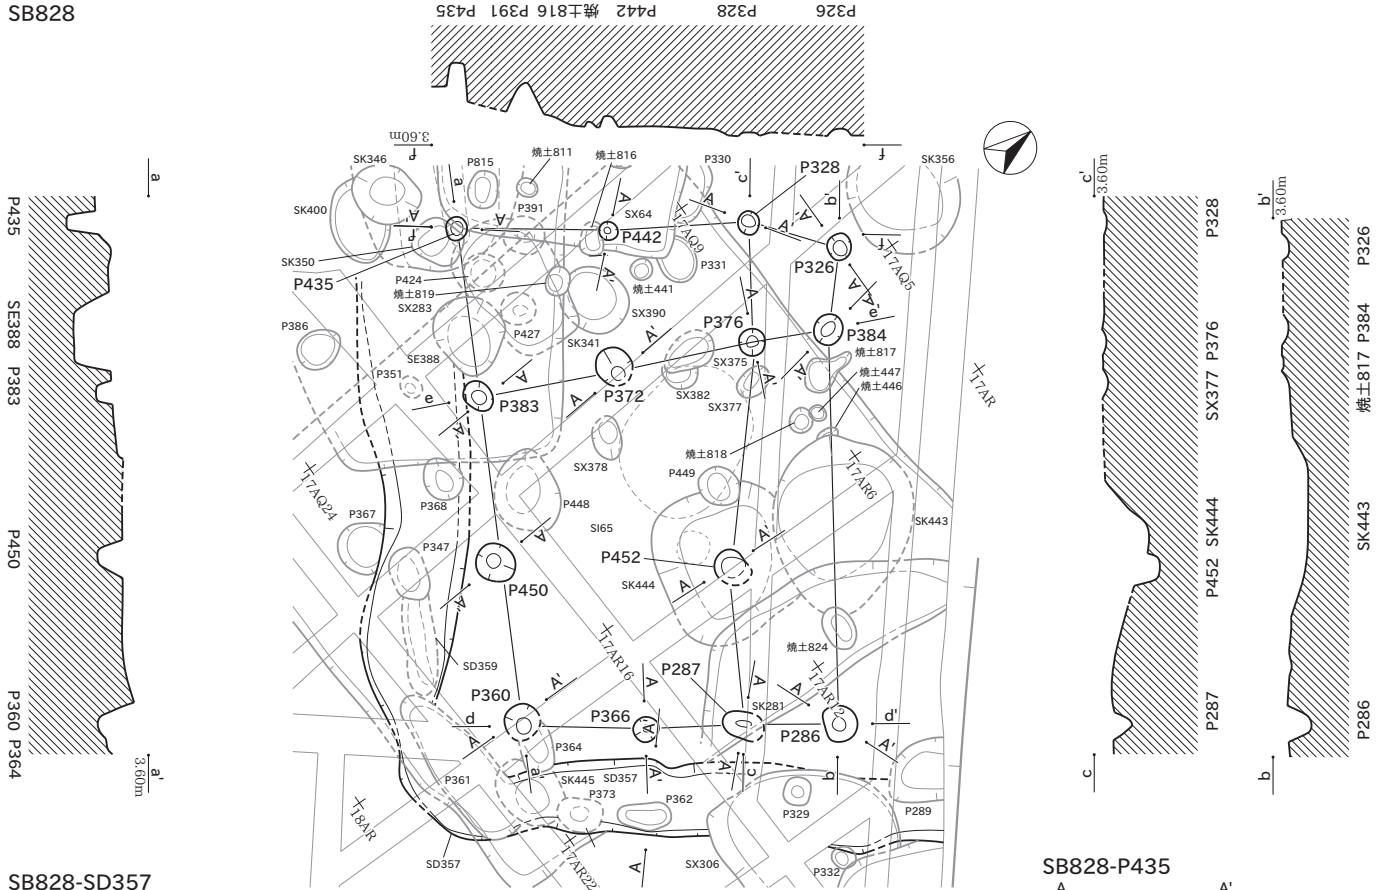 SB828
P435 P391 焼土816 P442 P328 P326
3.60m
f
f'
SK346
P815
焼土811
焼土816
P330
c'
P328
SK356
a
b'
SK400
P391
SX64
A
A'
A
A'
17AQ9
P442
P326
17AQ5
SK350
P435
P424
焼土819
SX283
焼土441
P331
SX390
A
A'
e'
P386
P427
SK341
A'
P376
P384
焼土817
SE388
SX375
焼土447
焼土446
17AR
P351
e
P383
A
A'
P372
SX382
SX377
SX378
焼土818
P449
17AR6
17AQ24
P368
P448
P367
SI65
SK443
P347
A
A'
P452
SK444
A
A'
P450
17AR16
焼土824
SD359
P287
17AR12
P360
A'
P366
A
SK281
P286
d
d'
P364
A
A'
P361
a'
SK445
SD357
P373
P362
c
b
P329
P289
18AR
SD357
17AR22
A
SX306
P332
a
P435
SE388
P383
P450
P360 P364
3.60m
a'
c'
3.60m
P328
P376
SX377
SK444
P452
P287
c
b'
3.60m
P326
P384
焼土817
SK443
P286
b
SB828-SD357
SB828-P435
A A'